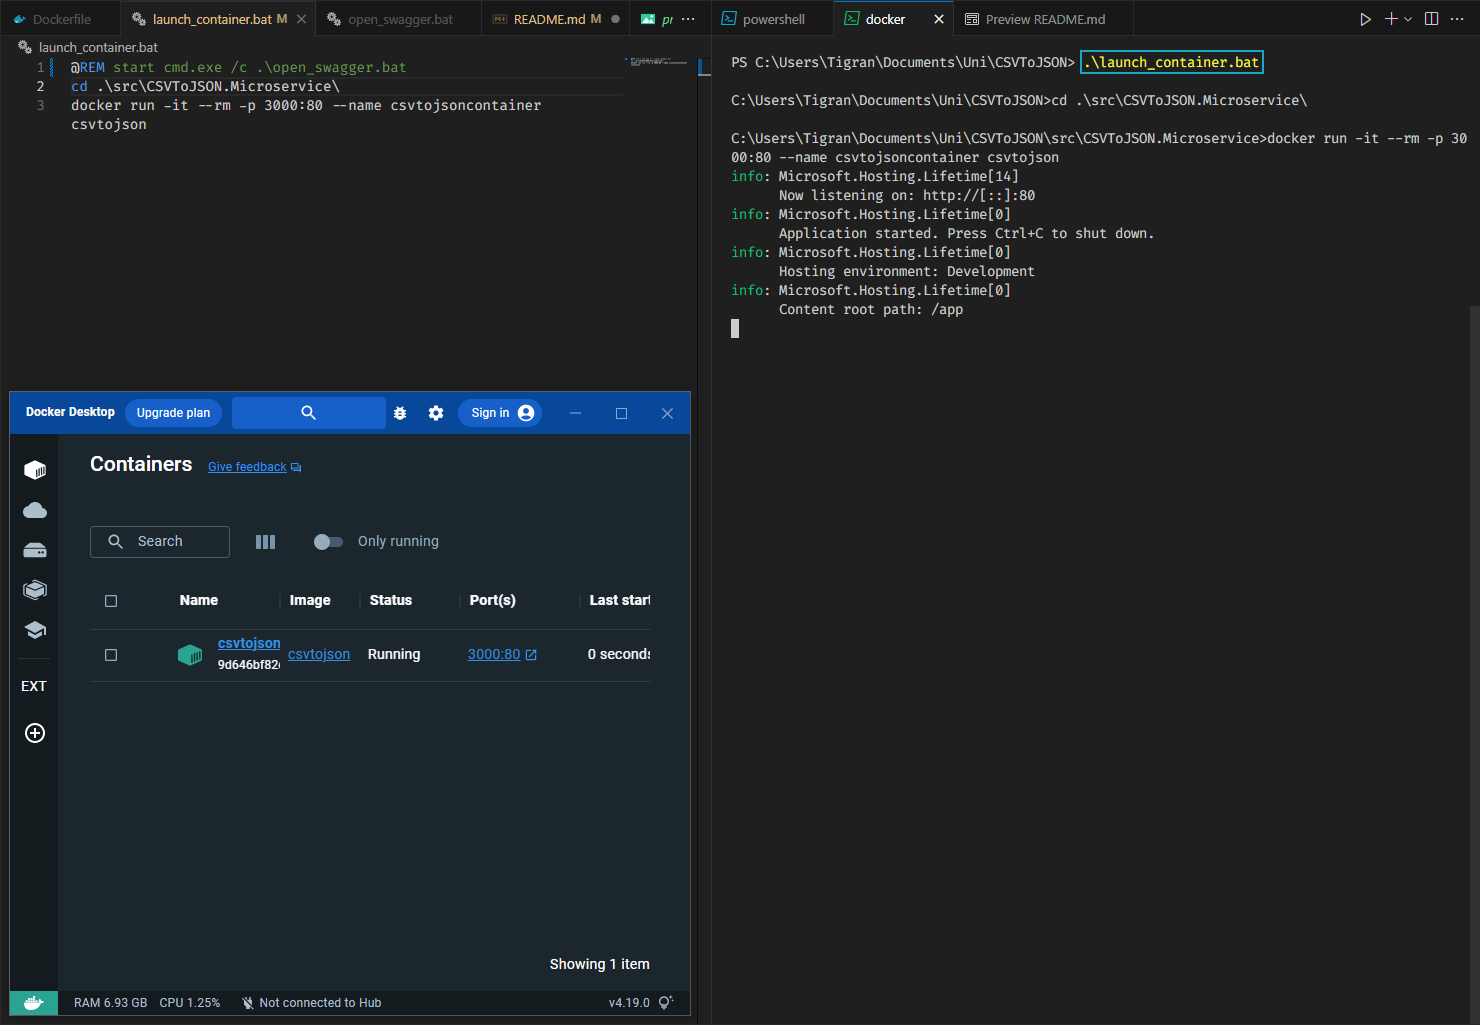 Dockerfile
launch_container.bat M
open_swagger.bat
README.md M
pr
launch_container.bat
1 @REM start cmd.exe /c .\open_swagger.bat
2 cd .\src\CSVToJSON.Microservice\
3 docker run -it --rm -p 3000:80 --name csvtojsoncontainer
csvtojson
powershell
docker
Preview README.md
PS C:\Users\Tigran\Documents\Uni\CSVToJSON> .\launch_container.bat
C:\Users\Tigran\Documents\Uni\CSVToJSON>cd .\src\CSVToJSON.Microservice\
C:\Users\Tigran\Documents\Uni\CSVToJSON\src\CSVToJSON.Microservice>docker run -it --rm -p 30
00:80 --name csvtojsoncontainer csvtojson
info: Microsoft.Hosting.Lifetime[14]
Now listening on: http://[::]:80
info: Microsoft.Hosting.Lifetime[0]
Application started. Press Ctrl+C to shut down.
info: Microsoft.Hosting.Lifetime[0]
Hosting environment: Development
info: Microsoft.Hosting.Lifetime[0]
Content root path: /app
Docker Desktop
Upgrade plan
Sign in
Containers
Give feedback
Search
Only running
Name Image Status Port(s) Last start
csvtojson
9d646bf82
csvtojson
Running
3000:80
0 seconds
EXT
Showing 1 item
RAM 6.93 GB CPU 1.25% Not connected to Hub
v4.19.0